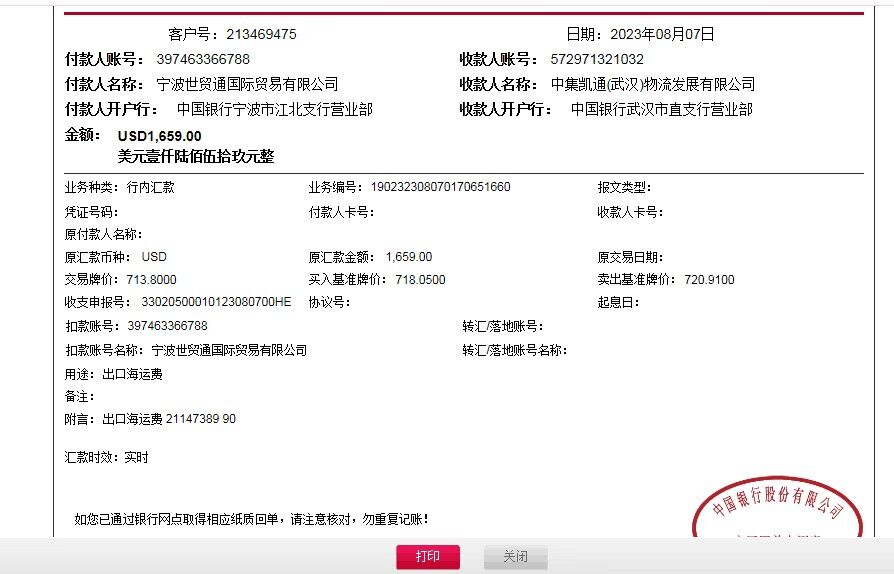 客户号：213469475 日期：2023年08月07日
付款人账号：397463366788 收款人账号：572971321032
付款人名称：宁波世贸通国际贸易有限公司 收款人名称：中集凯通(武汉)物流发展有限公司
付款人开户行：中国银行宁波市江北支行营业部 收款人开户行：中国银行武汉市直支行营业部
金额：USD1,659.00
美元壹仟陆佰伍拾玖元整
业务种类：行内汇款 业务编号：190232308070170651660 报文类型：
凭证号码： 付款人卡号： 收款人卡号：
原付款人名称：
原汇款币种：USD 原汇款金额：1,659.00 原交易日期：
交易牌价：713.8000 买入基准牌价：718.0500 卖出基准牌价：720.9100
收支申报号：33020500010123080700HE 协议号： 起息日：
扣款账号：397463366788 转汇/落地账号：
扣款账号名称：宁波世贸通国际贸易有限公司 转汇/落地账号名称：
用途：出口海运费
备注：
附言：出口海运费 21147389 90
汇款时效：实时
中国银行股份有限公司
如您已通过银行网点取得相应纸质回单，请注意核对，勿重复记账！
打印 关闭